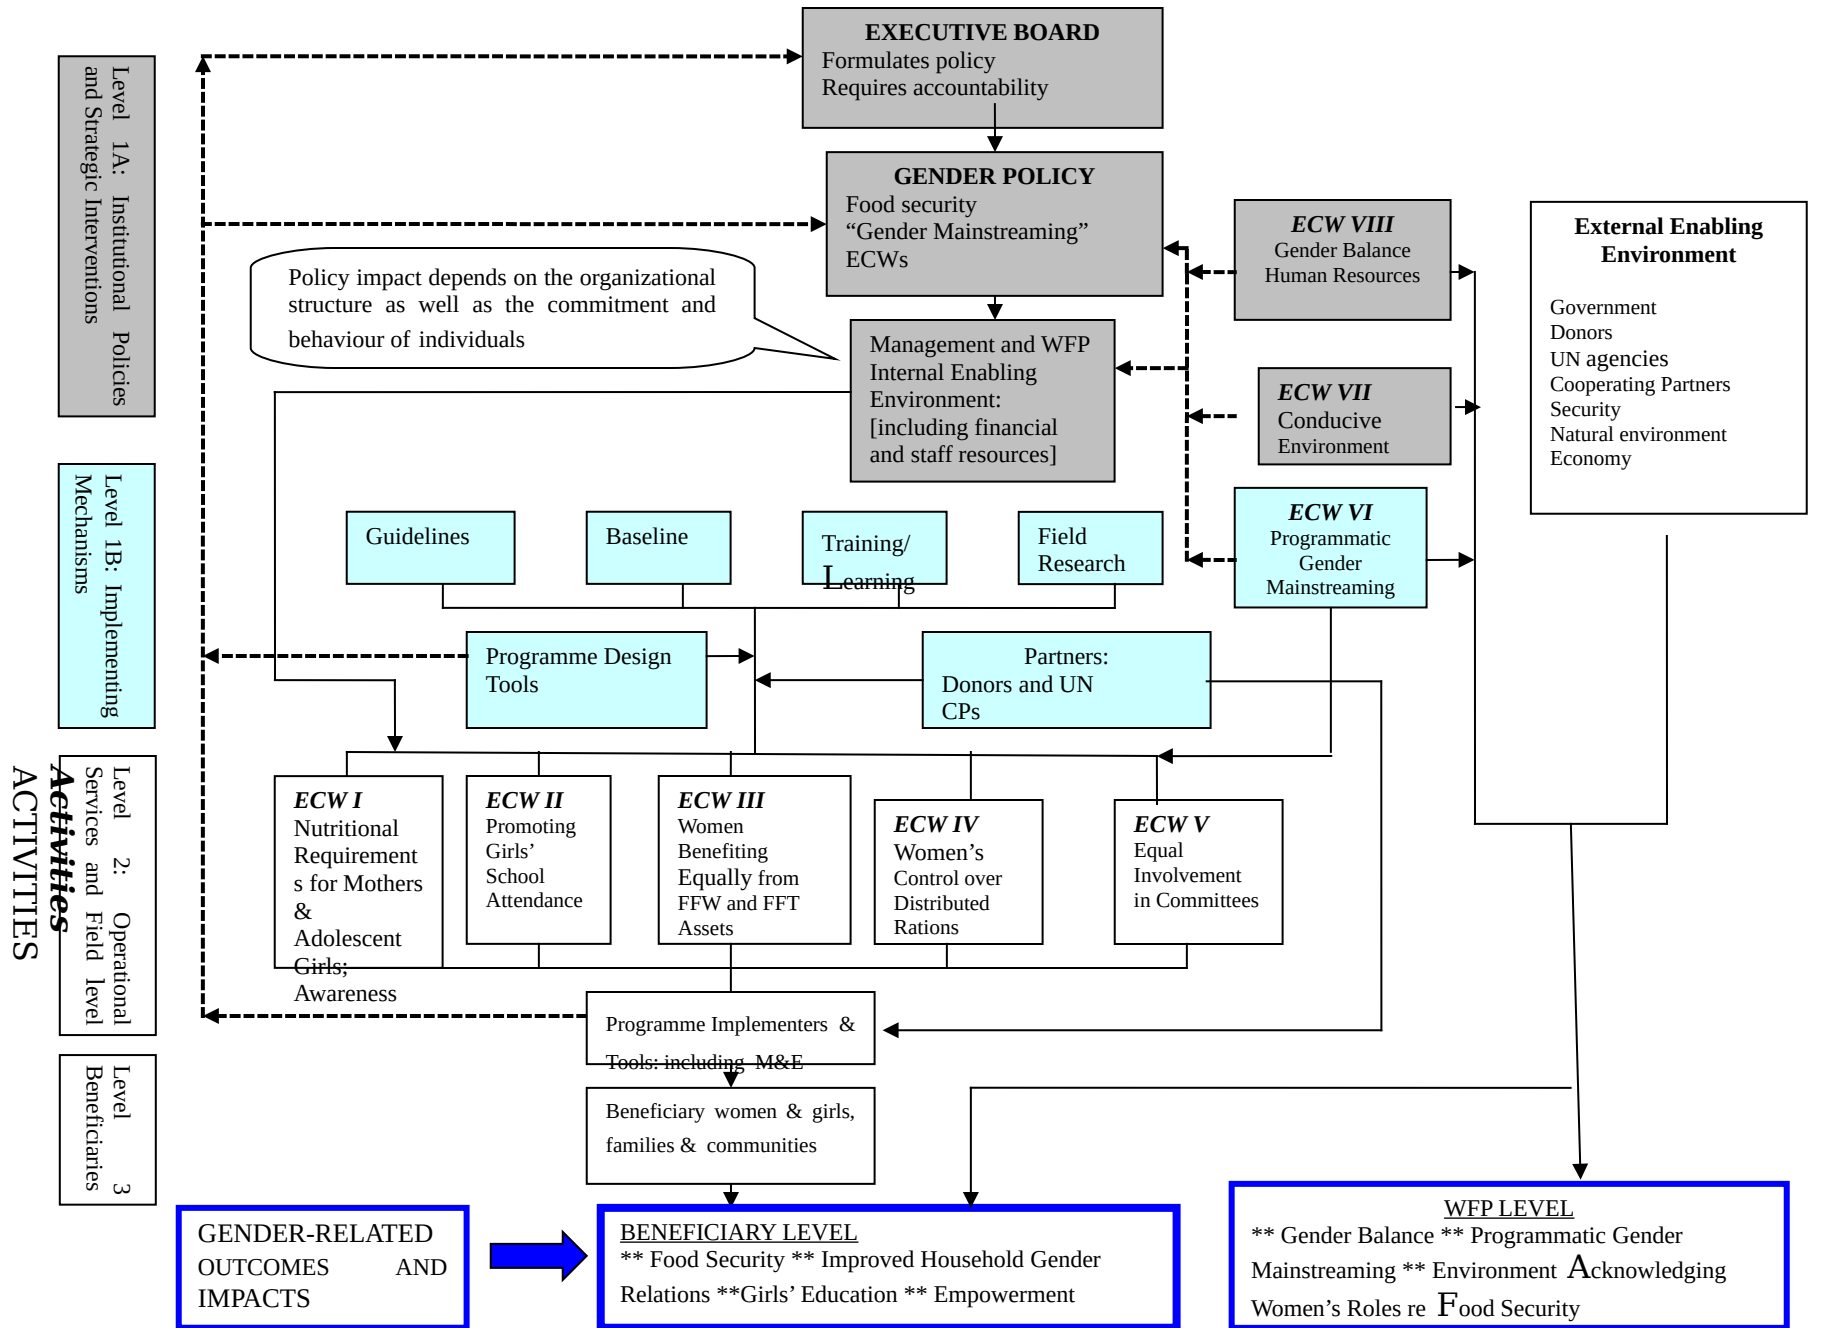 EXECUTIVE BOARD
Formulates policy
Requires accountability
Level 1A: Institutional Policies
and Strategic Interventions
GENDER POLICY
Food security
“Gender Mainstreaming”
ECWs
Policy impact depends on the organizational
structure as well as the commitment and
behaviour of individuals
Management and WFP
Internal Enabling
Environment:
[including financial
and staff resources]
ECW VIII
Gender Balance
Human Resources
ECW VII
Conducive
Environment
External Enabling
Environment
Government
Donors
UN agencies
Cooperating Partners
Security
Natural environment
Economy
Level 1B: Implementing
Mechanisms
Guidelines
Baseline
Training/
Learning
Field
Research
ECW VI
Programmatic
Gender
Mainstreaming
Programme Design
Tools
Partners:
Donors and UN
CPs
Level 2: Operational
Services and Field level
Activities
ACTIVITIES
ECW I
Nutritional
Requirement
s for Mothers
&
Adolescent
Girls;
Awareness
ECW II
Promoting
Girls’
School
Attendance
ECW III
Women
Benefiting
Equally from
FFW and FFT
Assets
ECW IV
Women’s
Control over
Distributed
Rations
ECW V
Equal
Involvement
in Committees
Programme Implementers &
Tools: including M&E
Level 3
Beneficiaries
Beneficiary women & girls,
families & communities
GENDER-RELATED
OUTCOMES AND
IMPACTS
BENEFICIARY LEVEL
** Food Security ** Improved Household Gender
Relations **Girls’ Education ** Empowerment
WFP LEVEL
** Gender Balance ** Programmatic Gender
Mainstreaming ** Environment Acknowledging
Women’s Roles re Food Security